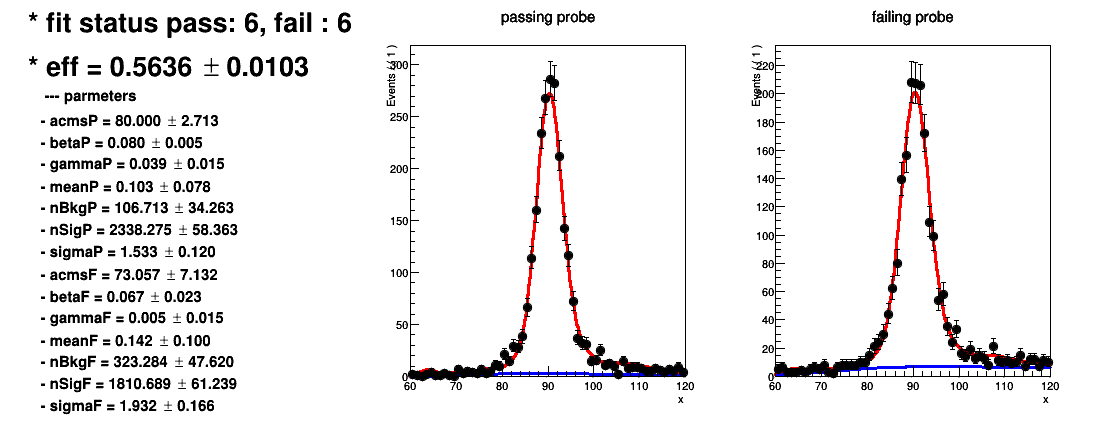 * fit status pass: 6, fail : 6
* eff = 0.5636 ± 0.0103
--- parmeters
- acmsP = 80.000 ± 2.713
- betaP = 0.080 ± 0.005
- gammaP = 0.039 ± 0.015
- meanP = 0.103 ± 0.078
- nBkgP = 106.713 ± 34.263
- nSigP = 2338.275 ± 58.363
- sigmaP = 1.533 ± 0.120
- acmsF = 73.057 ± 7.132
- betaF = 0.067 ± 0.023
- gammaF = 0.005 ± 0.015
- meanF = 0.142 ± 0.100
- nBkgF = 323.284 ± 47.620
- nSigF = 1810.689 ± 61.239
- sigmaF = 1.932 ± 0.166
passing probe
Events / ( 1 )
300
250
200
150
100
50
0
60 70 80 90 100 110 120
x
failing probe
Events / ( 1 )
220
200
180
160
140
120
100
80
60
40
20
0
60 70 80 90 100 110 120
x